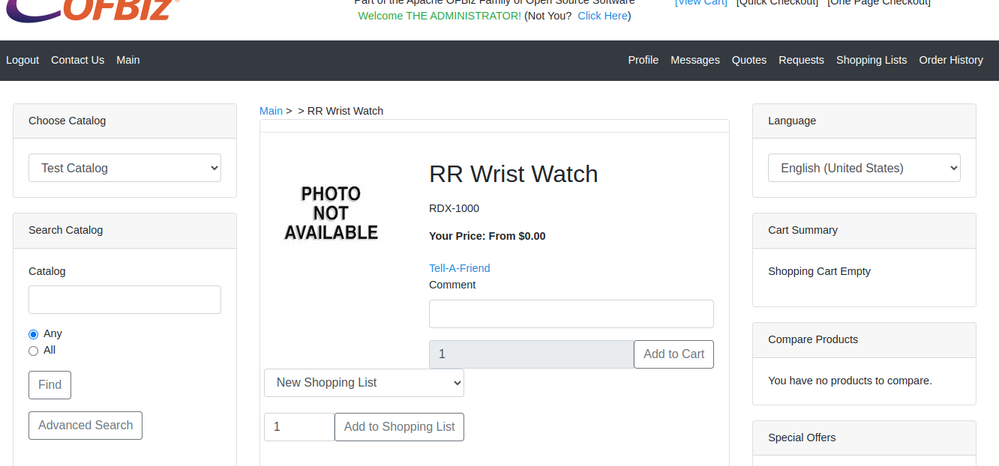 OFBiz
Part of the Apache OFBiz Family of Open Source Software
Welcome THE ADMINISTRATOR! (Not You? Click Here)
[View Cart] [Quick Checkout] [One Page Checkout]
Logout Contact Us Main
Profile Messages Quotes Requests Shopping Lists Order History
Choose Catalog
Test Catalog
Search Catalog
Catalog
Any
All
Find
Advanced Search
Main > > RR Wrist Watch
PHOTO
NOT
AVAILABLE
RR Wrist Watch
RDX-1000
Your Price: From $0.00
Tell-A-Friend
Comment
1 Add to Cart
New Shopping List
1 Add to Shopping List
Language
English (United States)
Cart Summary
Shopping Cart Empty
Compare Products
You have no products to compare.
Special Offers